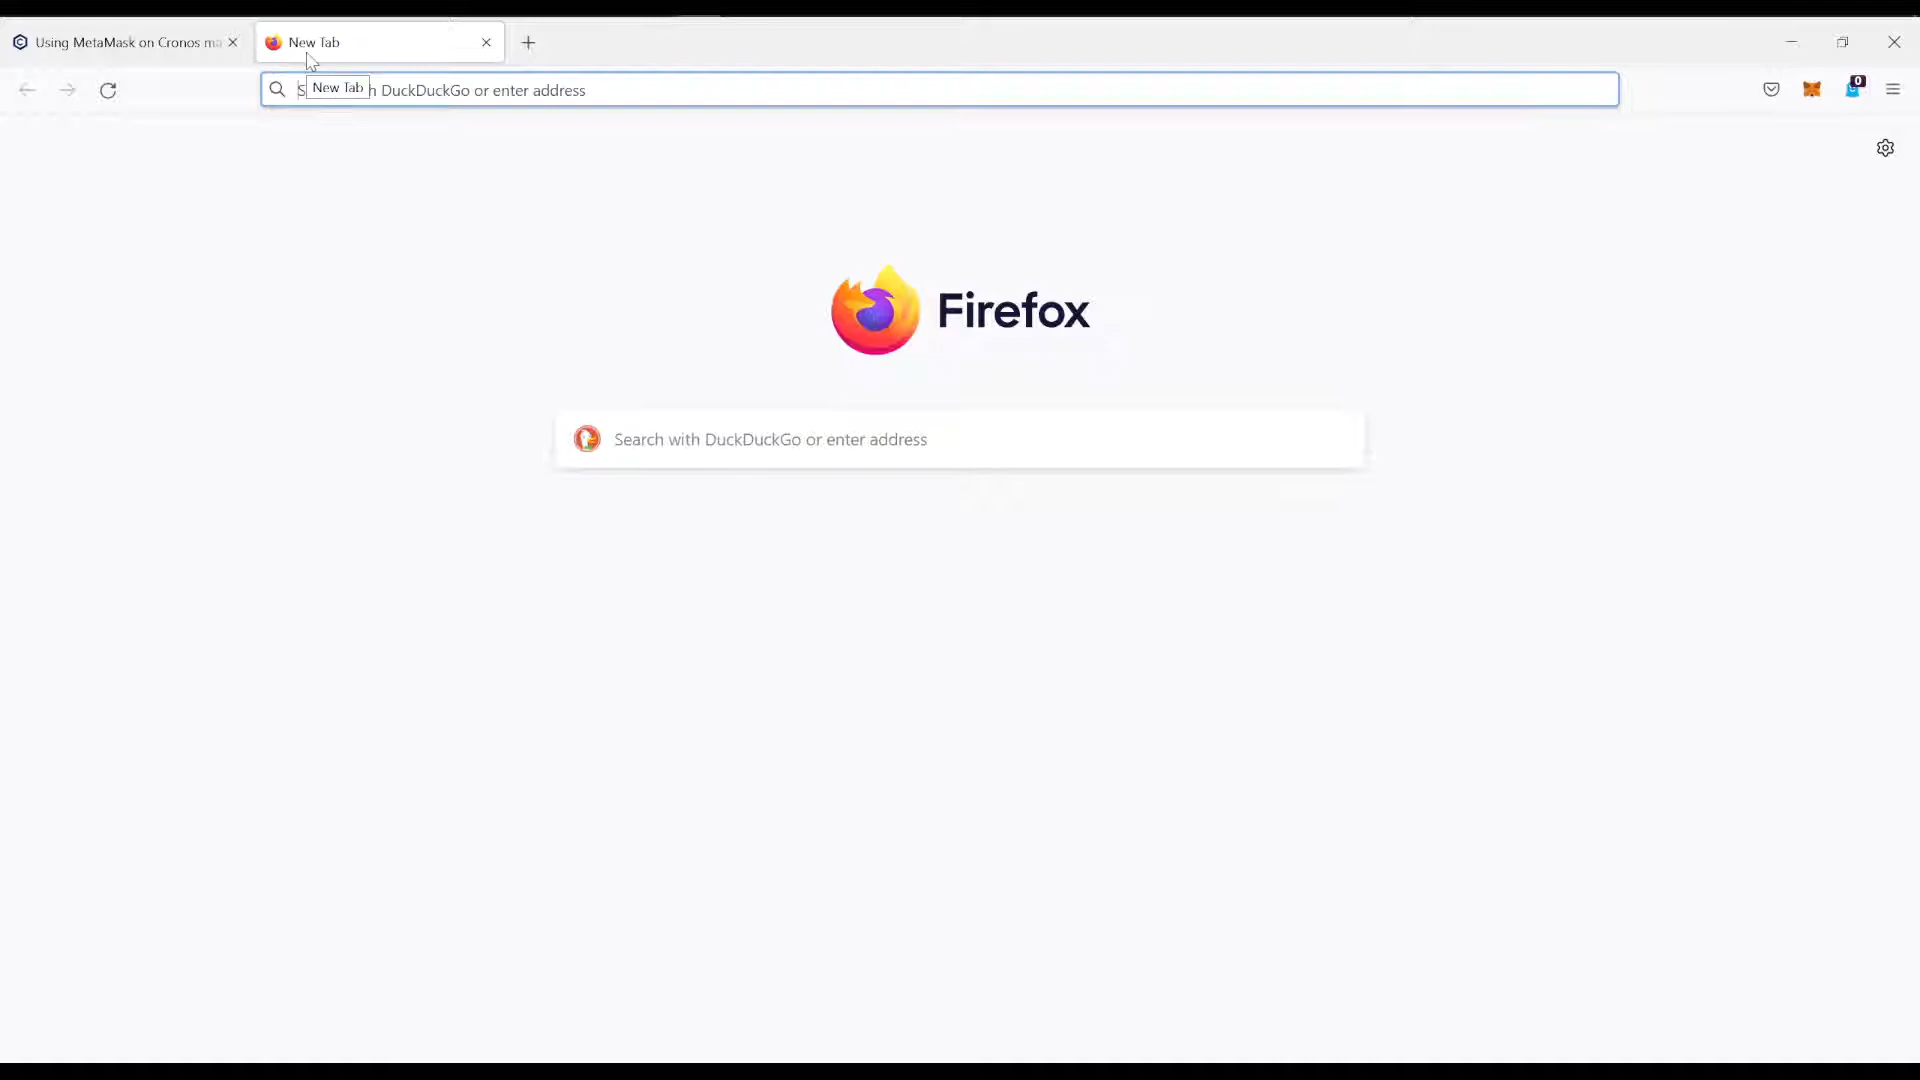 Using MetaMask on Cronos ma
New Tab
New Tab
DuckDuckGo or enter address
0
Firefox
Search with DuckDuckGo or enter address